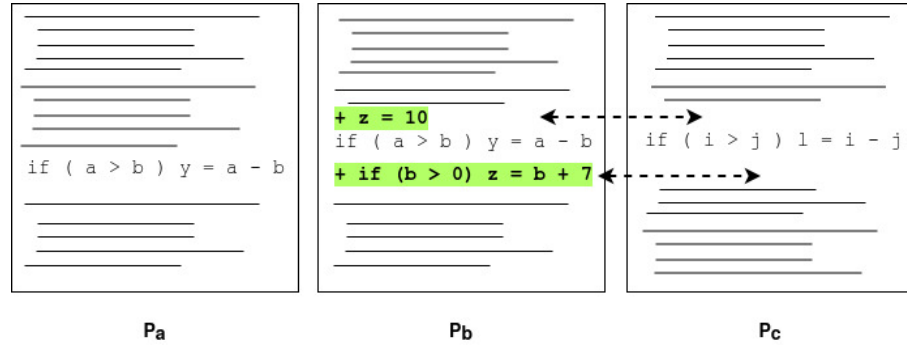 if ( a > b ) y = a - b
+ z = 10
if ( a > b ) y = a - b
+ if (b > 0) z = b + 7
if ( i > j ) l = i - j
Pa
Pb
Pc